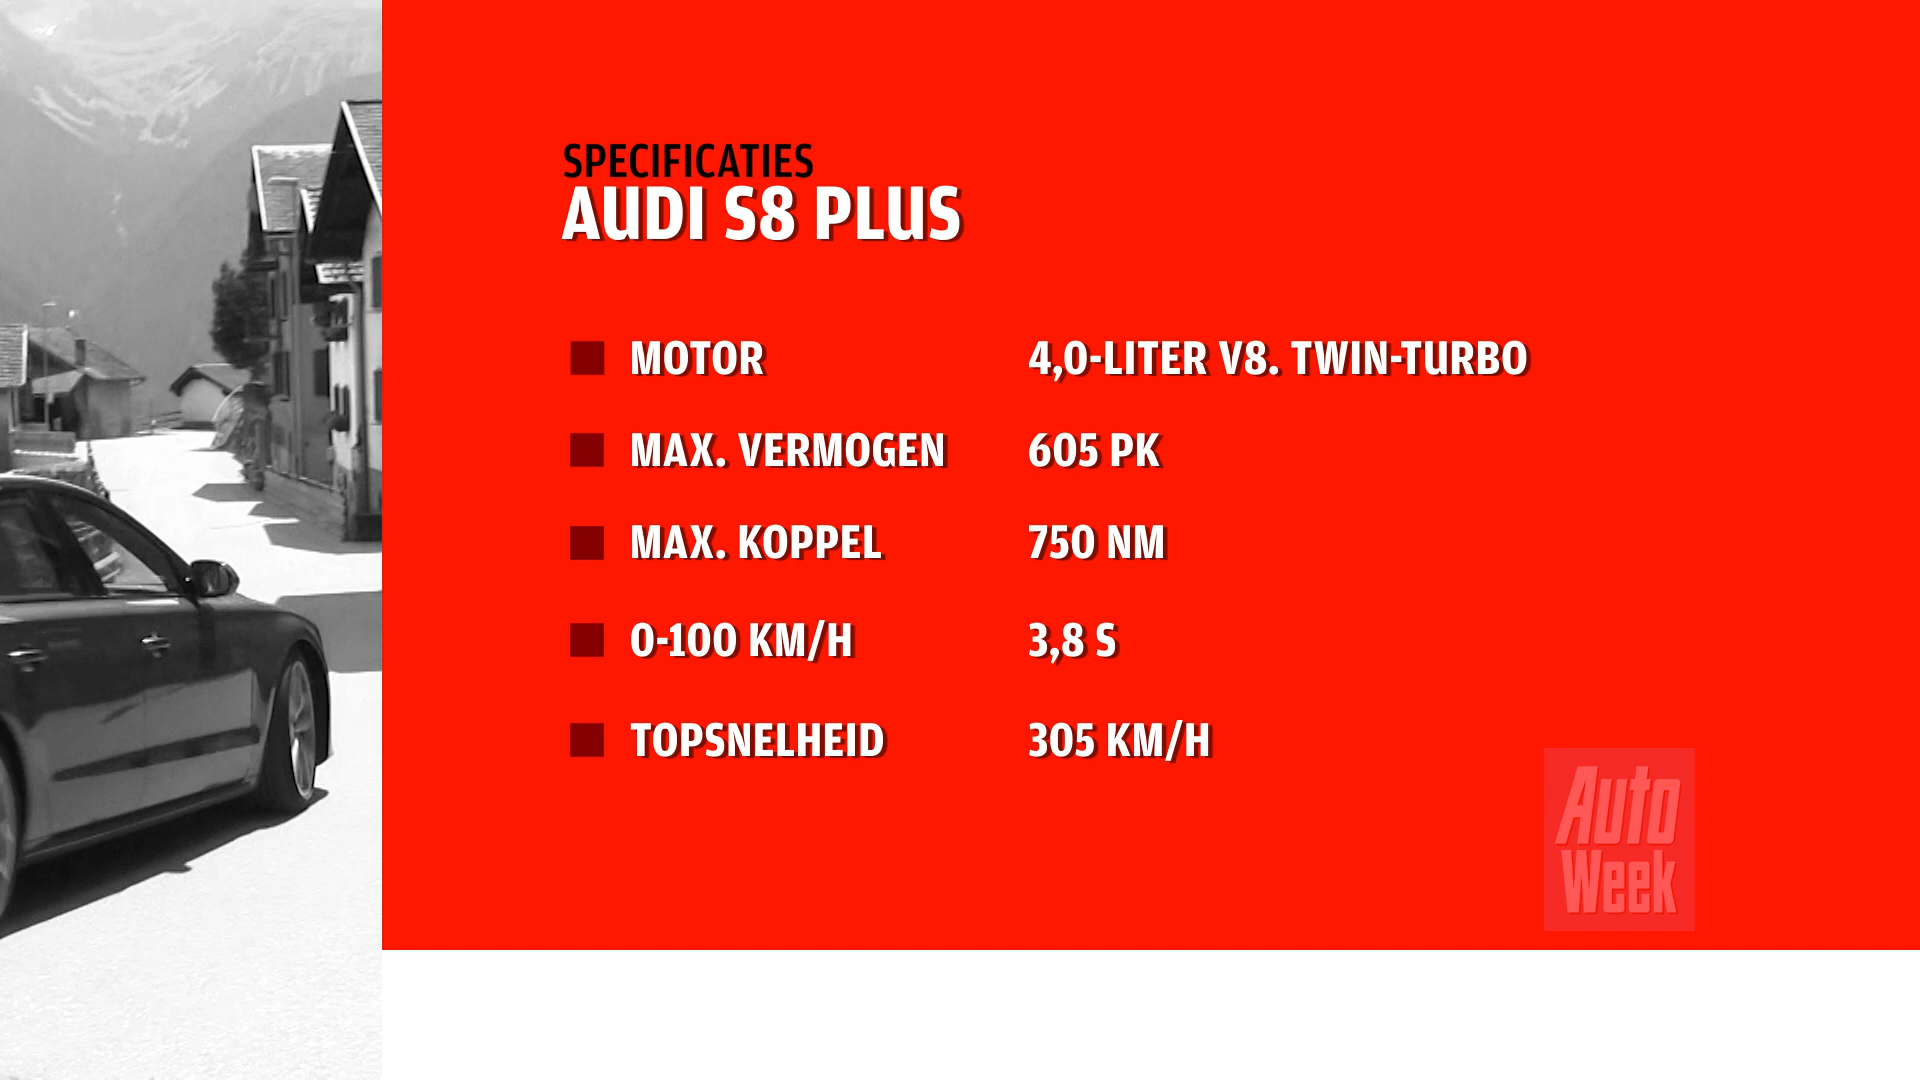 SPECIFICATIES
AUDI S8 PLUS
MOTOR 4,0-LITER V8. TWIN-TURBO
MAX. VERMOGEN 605 PK
MAX. KOPPEL 750 NM
0-100 KM/H 3,8 S
TOPSNELHEID 305 KM/H
Auto
Week